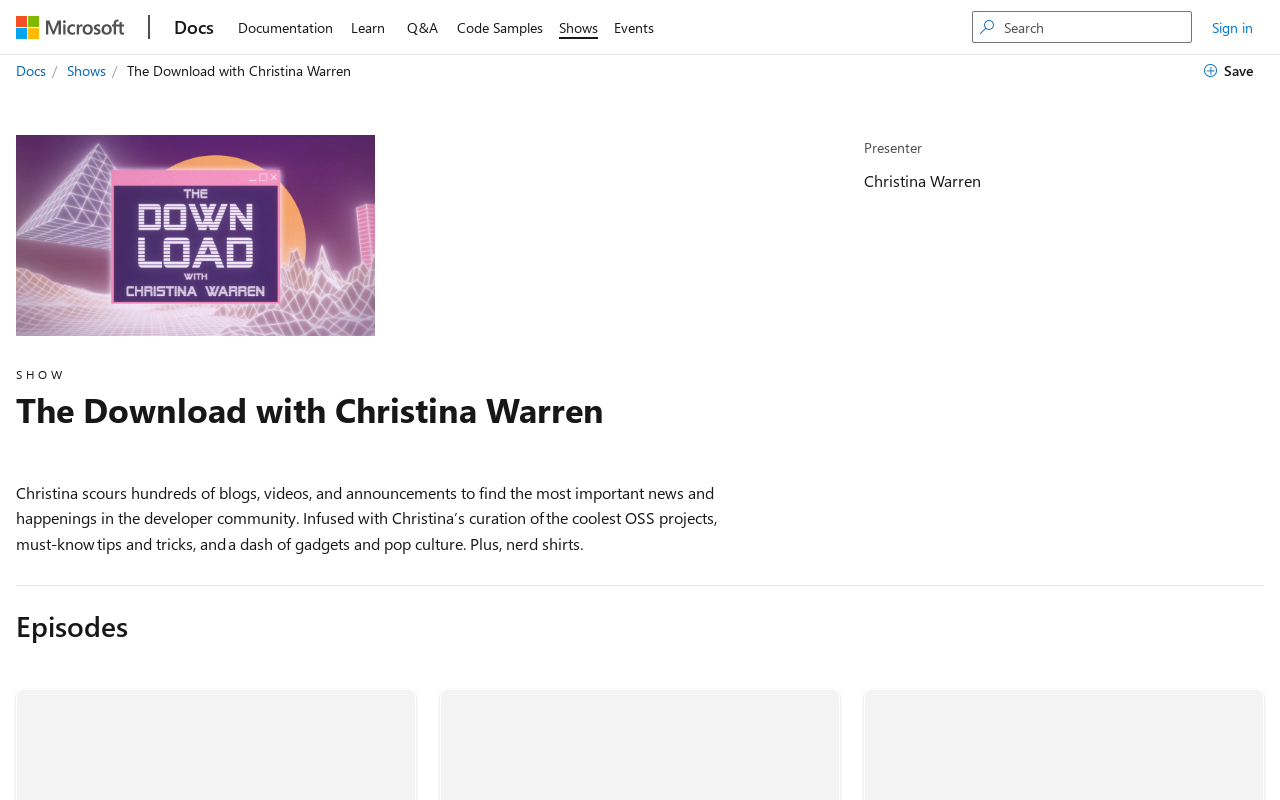 Microsoft
Docs
Documentation
Learn
Q&A
Code Samples
Shows
Events
Search
Sign in
Docs / Shows / The Download with Christina Warren
Save
THE
DOWN
LOAD
WITH
CHRISTINA WARREN
Presenter
Christina Warren
SHOW
The Download with Christina Warren
Christina scours hundreds of blogs, videos, and announcements to find the most important news and
happenings in the developer community. Infused with Christina’s curation of the coolest OSS projects,
must-know tips and tricks, and a dash of gadgets and pop culture. Plus, nerd shirts.
Episodes